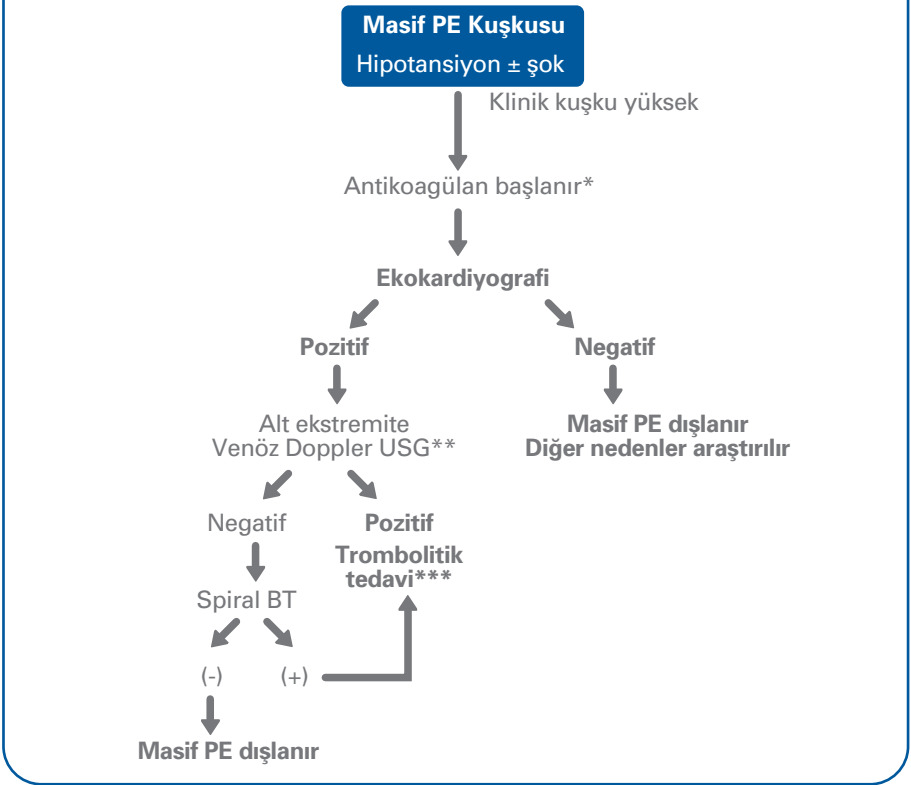 Masif PE Kuşkusu
Hipotansiyon ± şok
Klinik kuşku yüksek
Antikoagülan başlanır*
Ekokardiyografi
Pozitif
Negatif
Alt ekstremite
Venöz Doppler USG**
Masif PE dışlanır
Diğer nedenler araştırılır
Negatif
Pozitif
Trombolitik
tedavi***
Spiral BT
(-)
(+)
Masif PE dışlanır